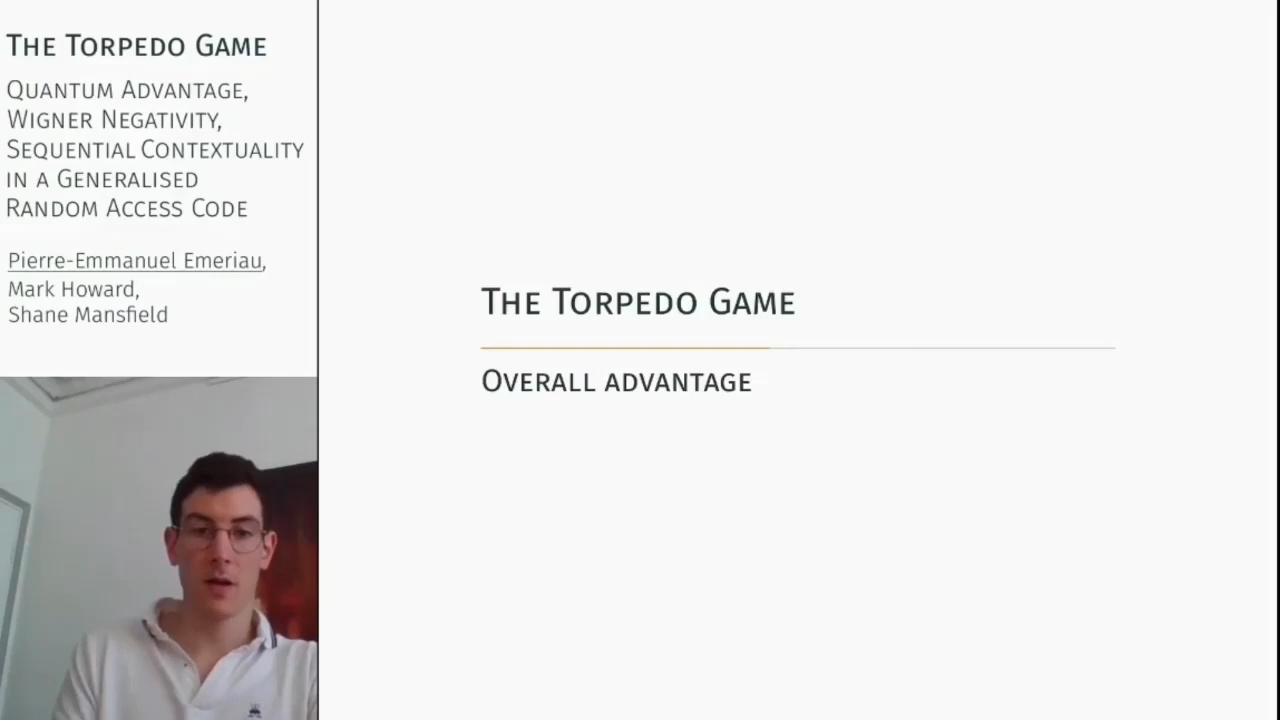 The Torpedo Game
Quantum Advantage,
Wigner Negativity,
Sequential Contextuality
in a Generalised
Random Access Code
Pierre-Emmanuel Emeriau,
Mark Howard,
Shane Mansfield
The Torpedo Game
Overall advantage